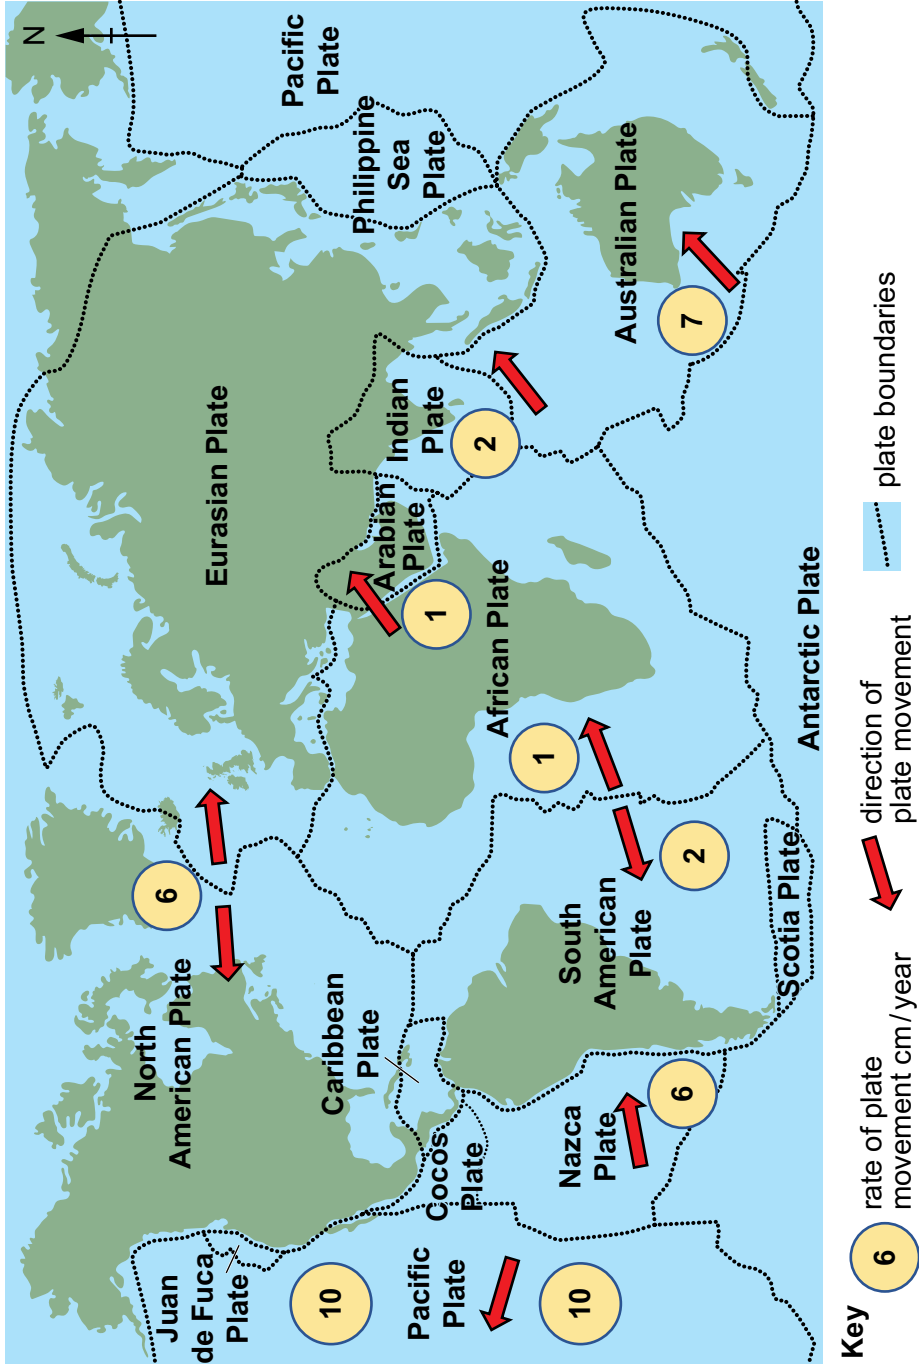 N
North
American Plate
Eurasian Plate
Juan
de Fuca
Plate
Caribbean
Plate
Cocos
Plate
Pacific
Plate
Nazca
Plate
South
American
Plate
Scotia Plate
African Plate
Arabian
Plate
Indian
Plate
Philippine
Sea
Plate
Pacific
Plate
Australian Plate
Antarctic Plate
6
10
10
6
2
1
1
2
7
Key
6
rate of plate
movement cm / year
direction of
plate movement
plate boundaries